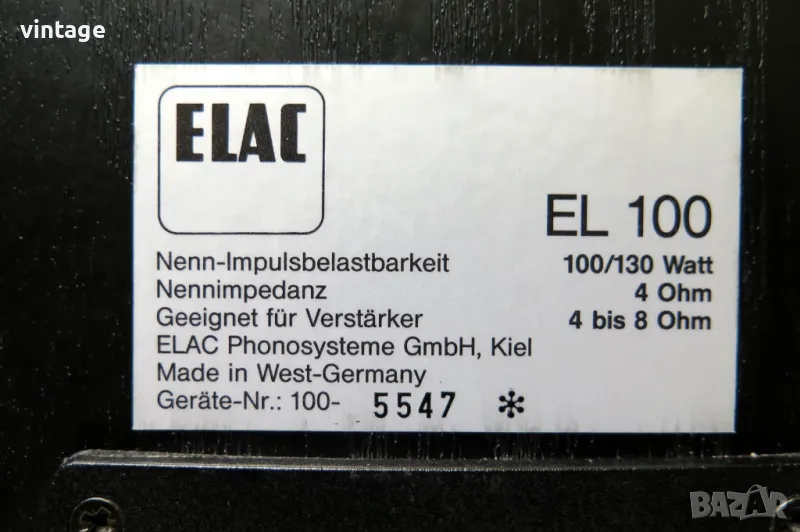 vintage
ELAC
EL 100
Nenn-Impulsbelastbarkeit 100/130 Watt
Nennimpedanz 4 Ohm
Geeignet für Verstärker 4 bis 8 Ohm
ELAC Phonosysteme GmbH, Kiel
Made in West-Germany
Geräte-Nr.: 100- 5547 *
BAZAR